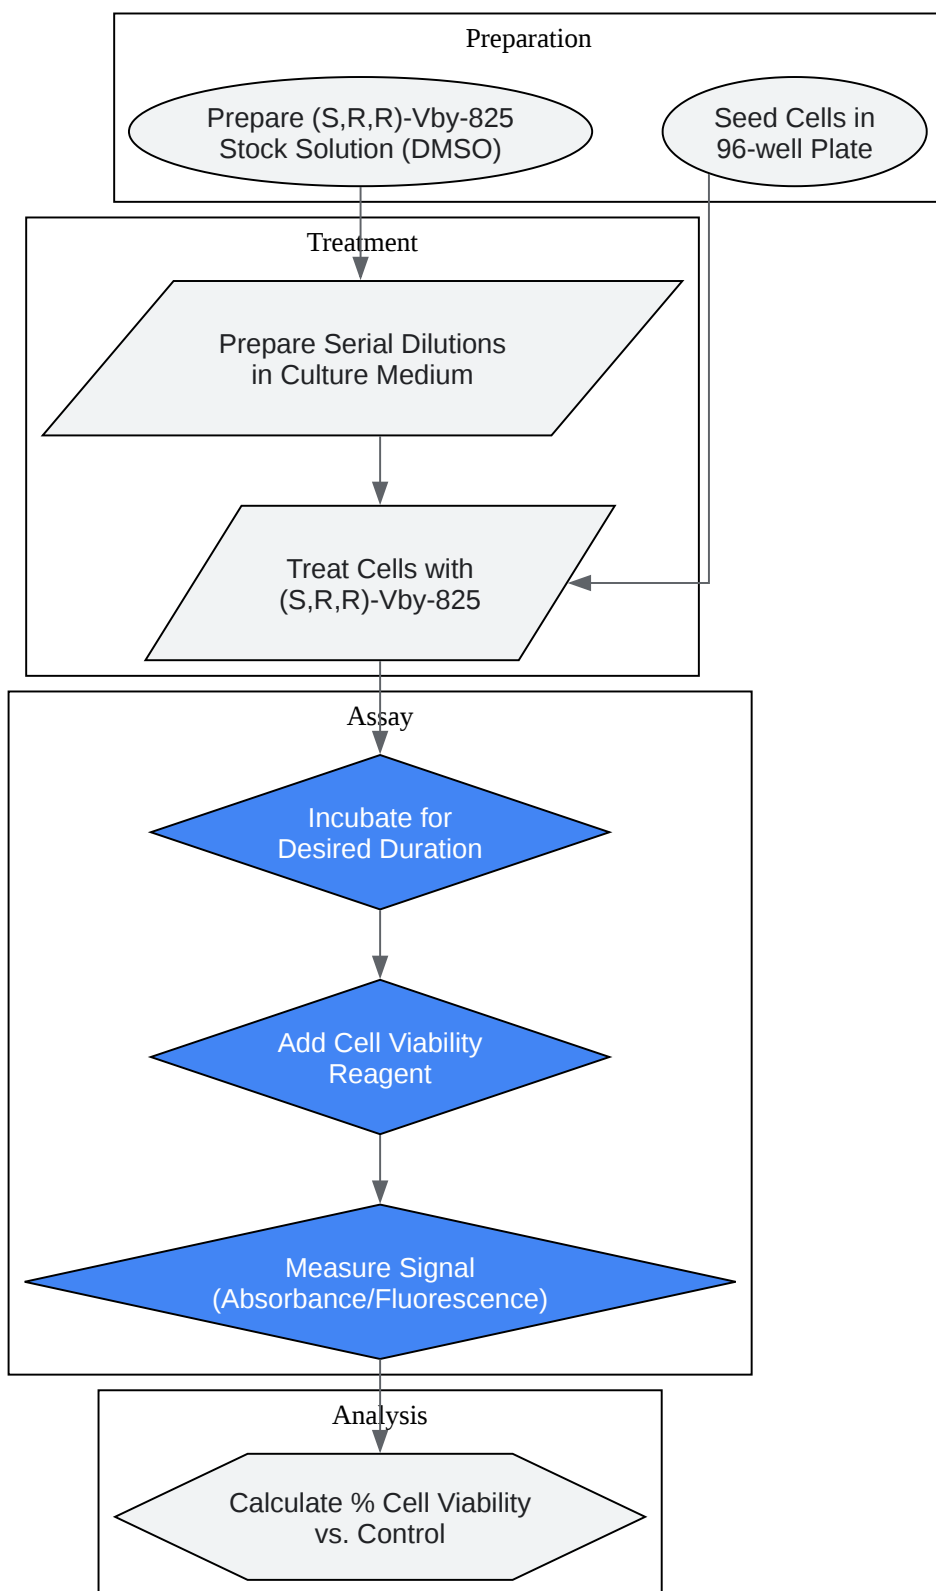 Preparation
Prepare (S,R,R)-Vby-825
Stock Solution (DMSO)
Seed Cells in
96-well Plate
Treatment
Prepare Serial Dilutions
in Culture Medium
Treat Cells with
(S,R,R)-Vby-825
Assay
Incubate for
Desired Duration
Add Cell Viability
Reagent
Measure Signal
(Absorbance/Fluorescence)
Analysis
Calculate % Cell Viability
vs. Control